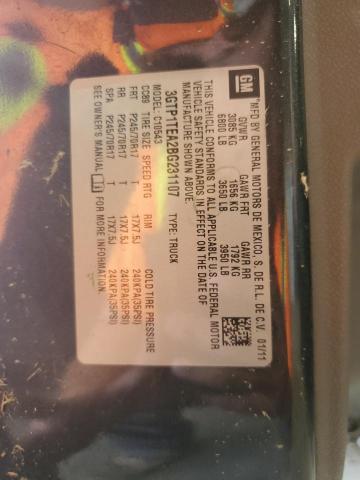 GM
*MFD BY GENERAL MOTORS DE MEXICO, S. DE R.L. DE C.V. 01/11
GVWR GAWR FRT GAWR RR
3085 KG 1656 KG 1792 KG
6800 LB 3650 LB 3950 LB
THIS VEHICLE CONFORMS TO ALL APPLICABLE U.S. FEDERAL MOTOR
VEHICLE SAFETY STANDARDS IN EFFECT ON THE DATE OF
MANUFACTURE SHOWN ABOVE.
3GTP1TEA2BG231107 TYPE: TRUCK
MODEL: C10543
CC89 TIRE SIZE SPEED RTG RIM COLD TIRE PRESSURE
FRT P245/70R17 T 17X7.5J 240KPA(35PSI)
RR P245/70R17 T 17X7.5J 240KPA(35PSI)
SPA P245/70R17 T 17X7.5J 240KPA(35PSI)
SEE OWNER'S MANUAL FOR MORE INFORMATION.